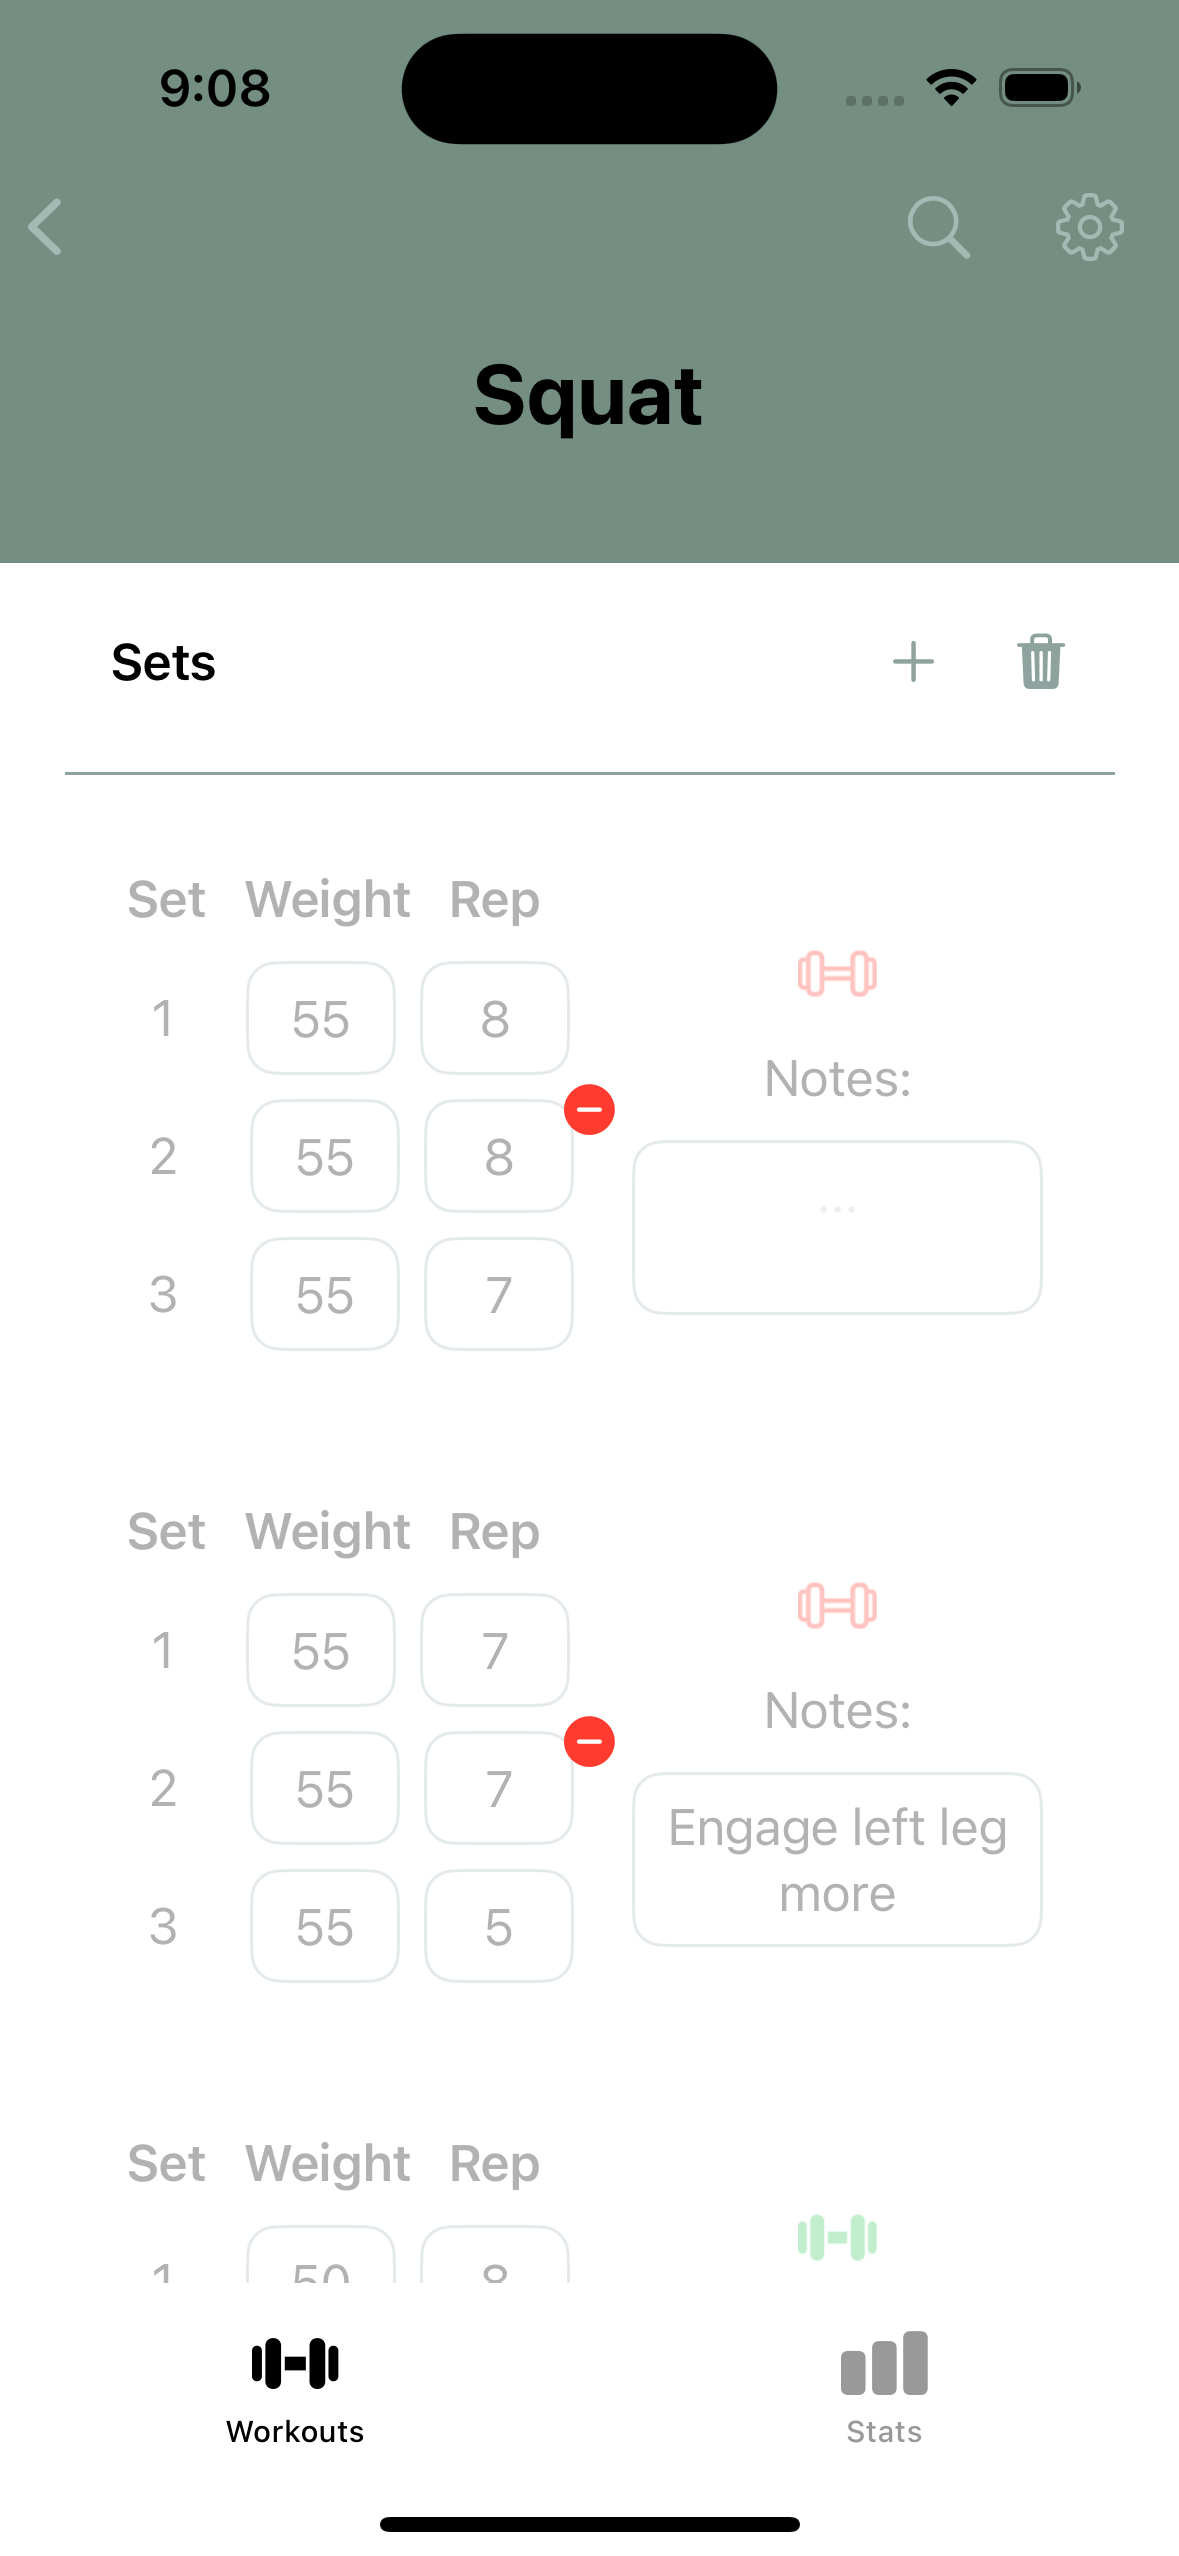 9:08
Squat
Sets
Set Weight Rep
1 55 8
Notes:
2 55 8
...
3 55 7
Set Weight Rep
1 55 7
Notes:
2 55 7
Engage left leg
more
3 55 5
Set Weight Rep
1 50 8
Workouts Stats